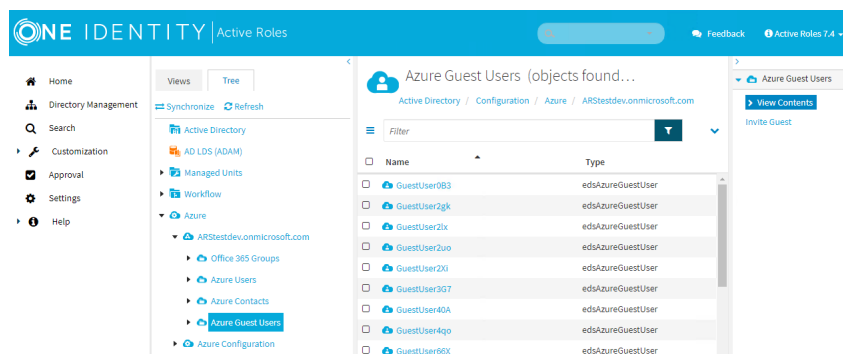 ONE IDENTITY Active Roles
Feedback
Active Roles 7.4
Home
Directory Management
Search
Customization
Approval
Settings
Help
Views
Tree
Synchronize
Refresh
Active Directory
AD LDS (ADAM)
Managed Units
Workflow
Azure
ARStestdev.onmicrosoft.com
Office 365 Groups
Azure Users
Azure Contacts
Azure Guest Users
Azure Configuration
Azure Guest Users (objects found...
Active Directory / Configuration / Azure / ARStestdev.onmicrosoft.com
Filter
Name Type
GuestUser0B3 edsAzureGuestUser
GuestUser2gk edsAzureGuestUser
GuestUser2lx edsAzureGuestUser
GuestUser2uo edsAzureGuestUser
GuestUser2Xi edsAzureGuestUser
GuestUser3G7 edsAzureGuestUser
GuestUser40A edsAzureGuestUser
GuestUser4qo edsAzureGuestUser
GuestUser66X edsAzureGuestUser
Azure Guest Users
View Contents
Invite Guest